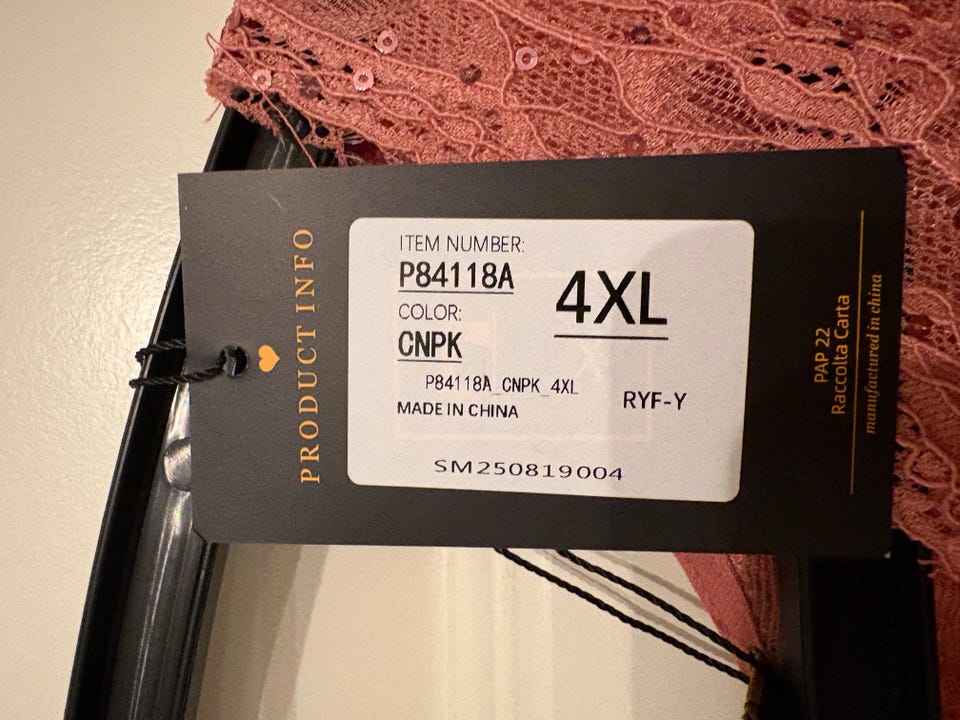 PRODUCT INFO
ITEM NUMBER:
P84118A
4XL
COLOR:
CNPK
P84118A_CNPK_4XL
RYF-Y
MADE IN CHINA
SM250819004
PAP 22
Raccolta Carta
manufactured in china